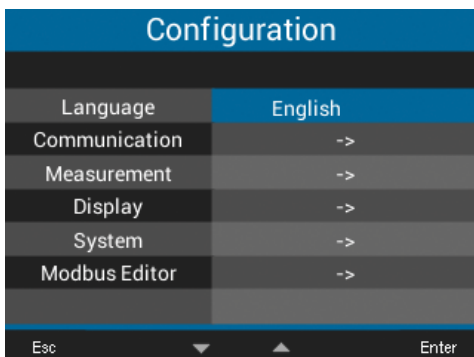 Configuration
Language English
Communication ->
Measurement ->
Display ->
System ->
Modbus Editor ->
Esc Enter